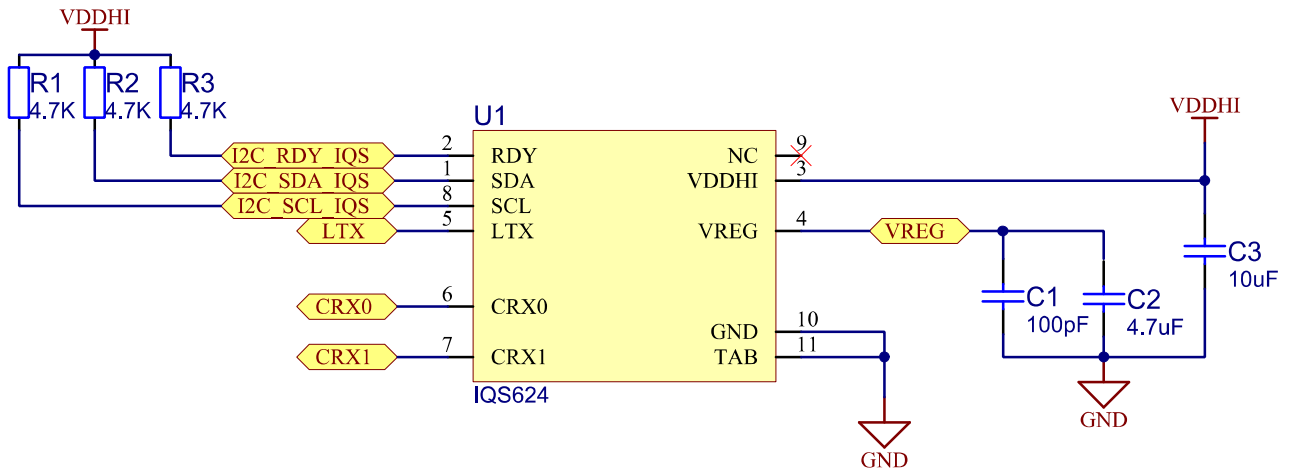 VDDHI
R1
4.7K
R2
4.7K
R3
4.7K
U1
VDDHI
I2C_RDY_IQS
2
RDY
NC
9
I2C_SDA_IQS
1
SDA
VDDHI
3
I2C_SCL_IQS
8
SCL
LTX
5
LTX
VREG
4
VREG
C3
10uF
CRX0
6
CRX0
C1
100pF
C2
4.7uF
GND
10
CRX1
7
CRX1
TAB
11
IQS624
GND
GND